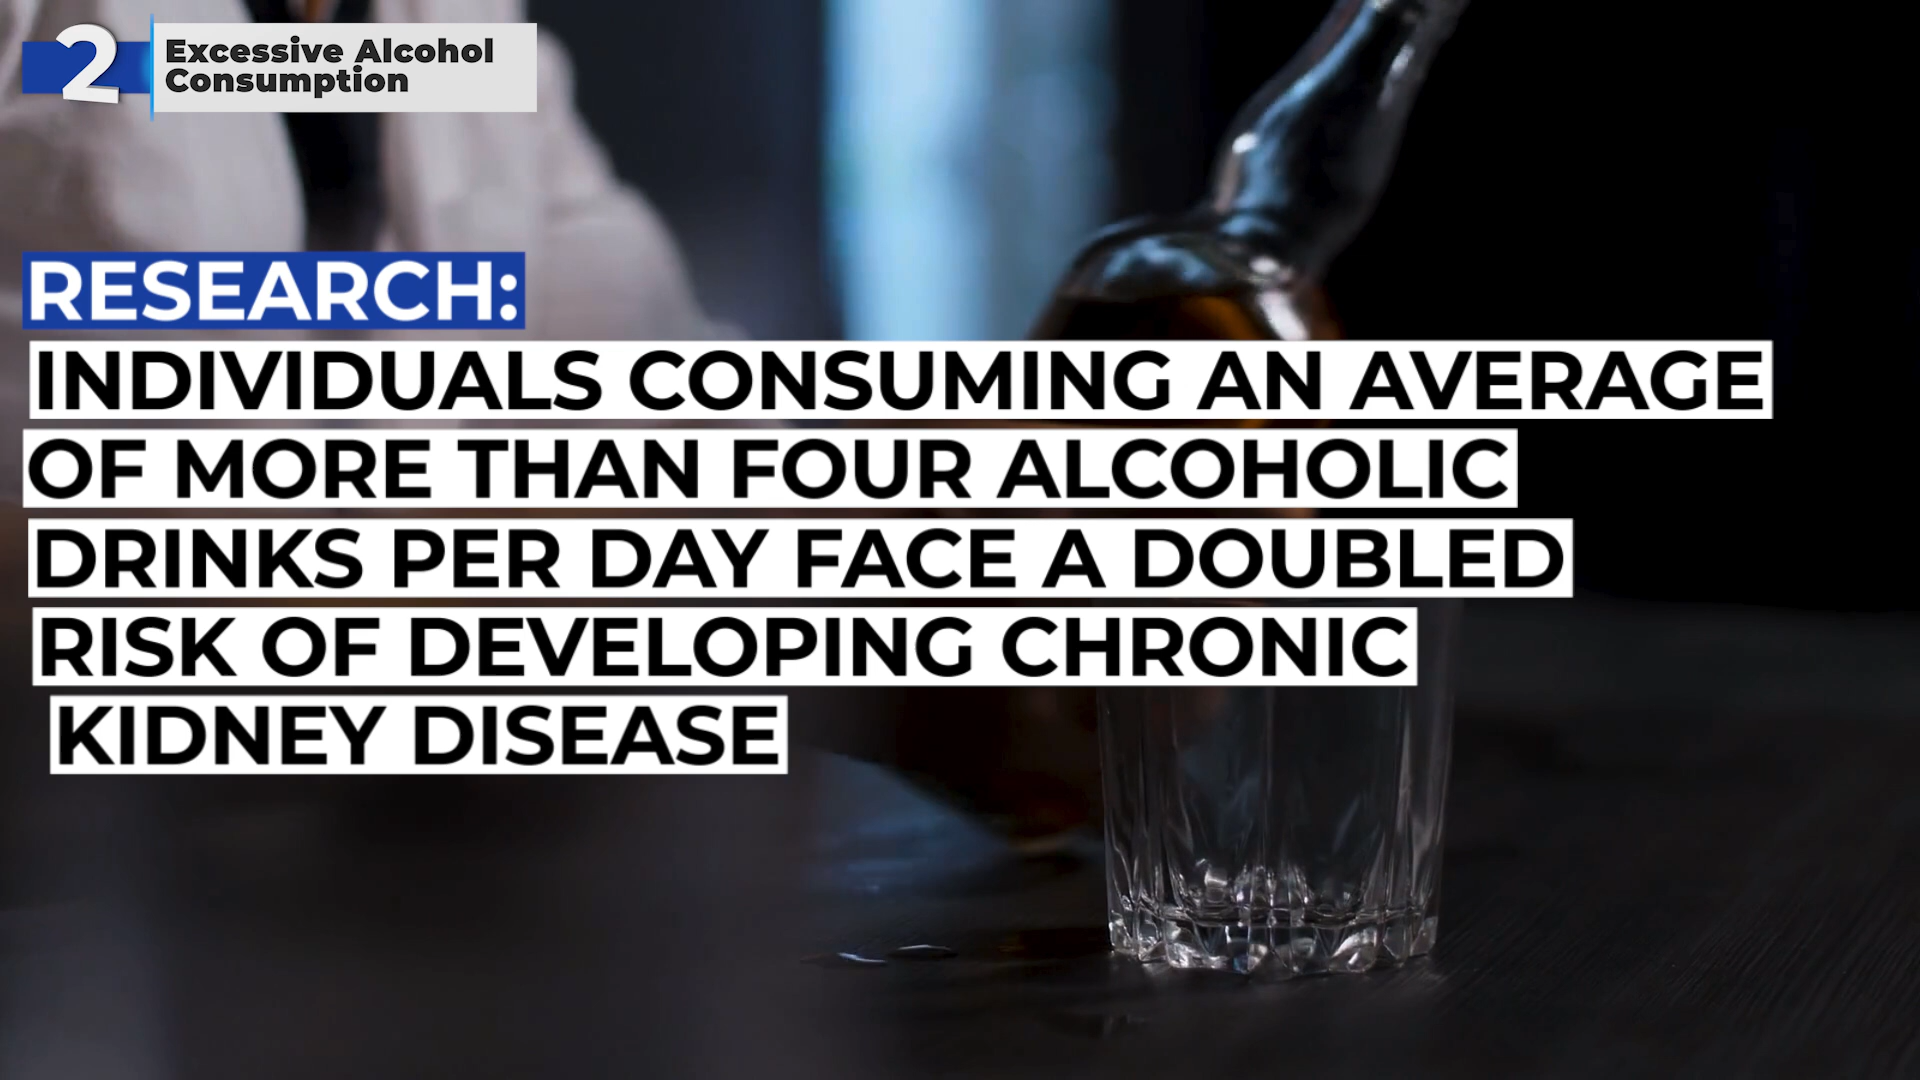 2
Excessive Alcohol
Consumption
RESEARCH:
INDIVIDUALS CONSUMING AN AVERAGE
OF MORE THAN FOUR ALCOHOLIC
DRINKS PER DAY FACE A DOUBLED
RISK OF DEVELOPING CHRONIC
KIDNEY DISEASE